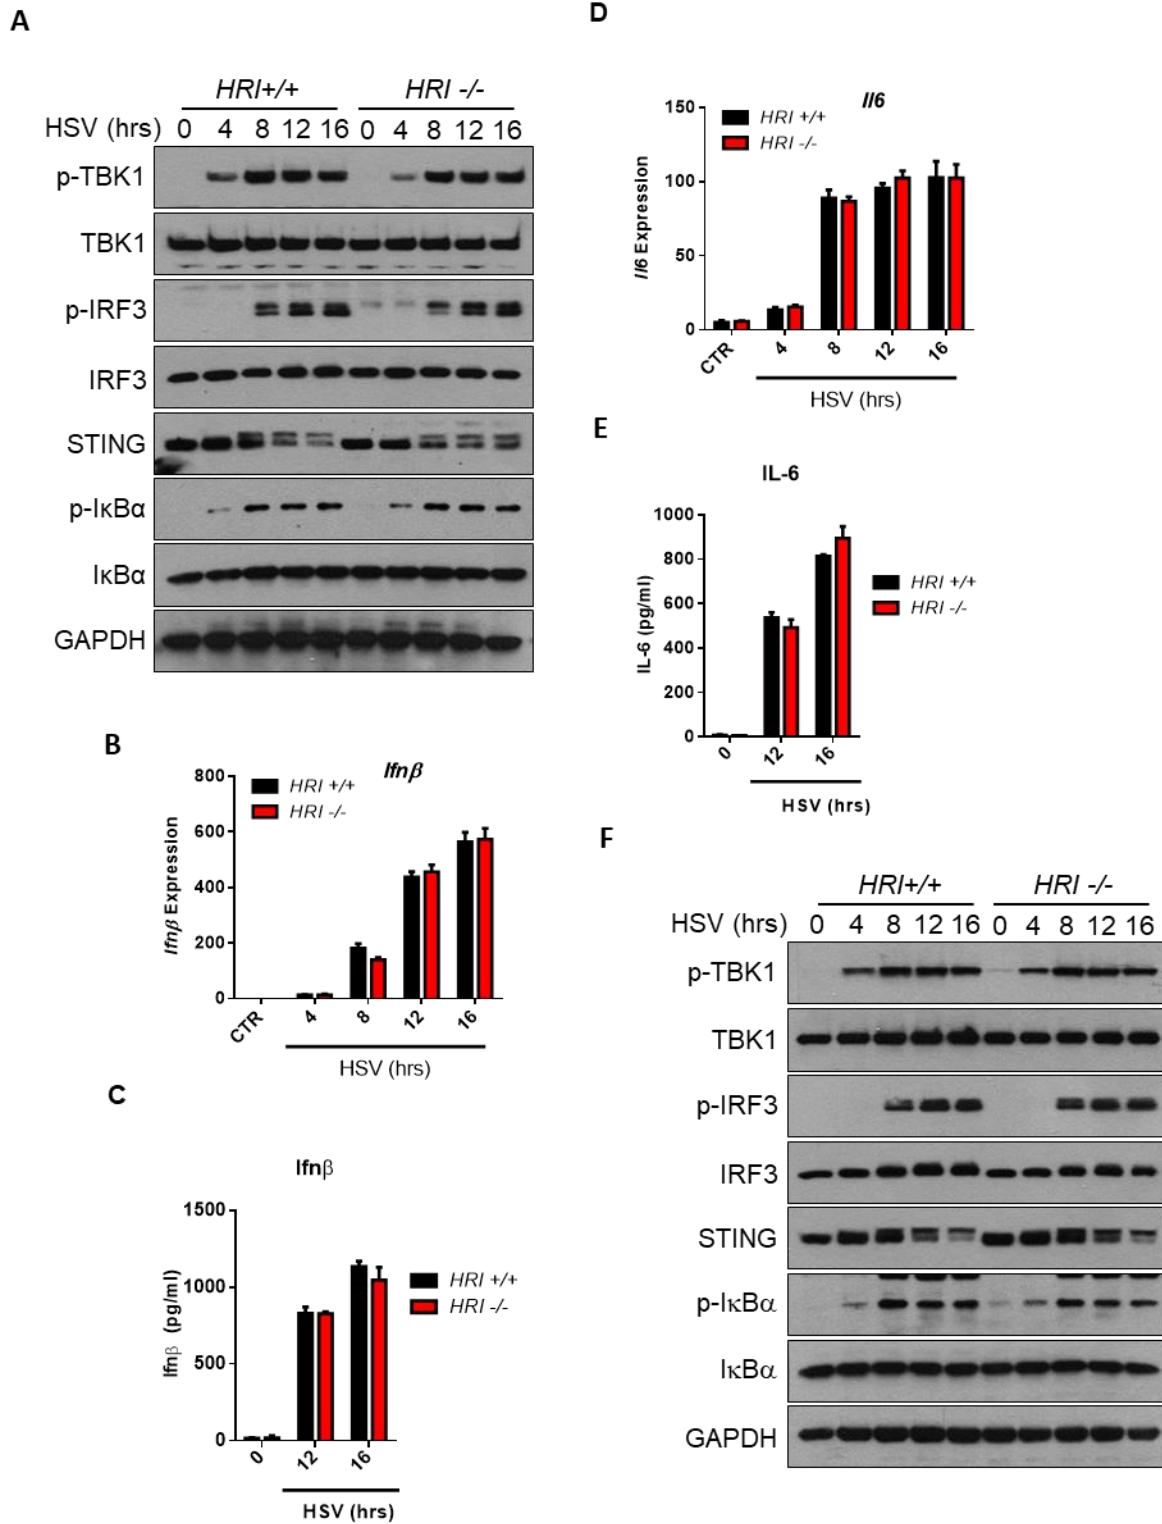 A
HRI+/+ HRI -/-
HSV (hrs) 0 4 8 12 16 0 4 8 12 16
p-TBK1
TBK1
p-IRF3
IRF3
STING
p-IκBα
IκBα
GAPDH
B
Ifnβ
HRI +/+
HRI -/-
Ifnβ Expression
800
600
400
200
0
CTR 4 8 12 16
HSV (hrs)
C
Ifnβ
Ifnβ (pg/ml)
1500
1000
500
0
HRI +/+
HRI -/-
0 12 16
HSV (hrs)
D
Il6
HRI +/+
HRI -/-
Il6 Expression
150
100
50
0
CTR 4 8 12 16
HSV (hrs)
E
IL-6
IL-6 (pg/ml)
1000
800
600
400
200
0
HRI +/+
HRI -/-
0 12 16
HSV (hrs)
F
HRI+/+ HRI -/-
HSV (hrs) 0 4 8 12 16 0 4 8 12 16
p-TBK1
TBK1
p-IRF3
IRF3
STING
p-IκBα
IκBα
GAPDH